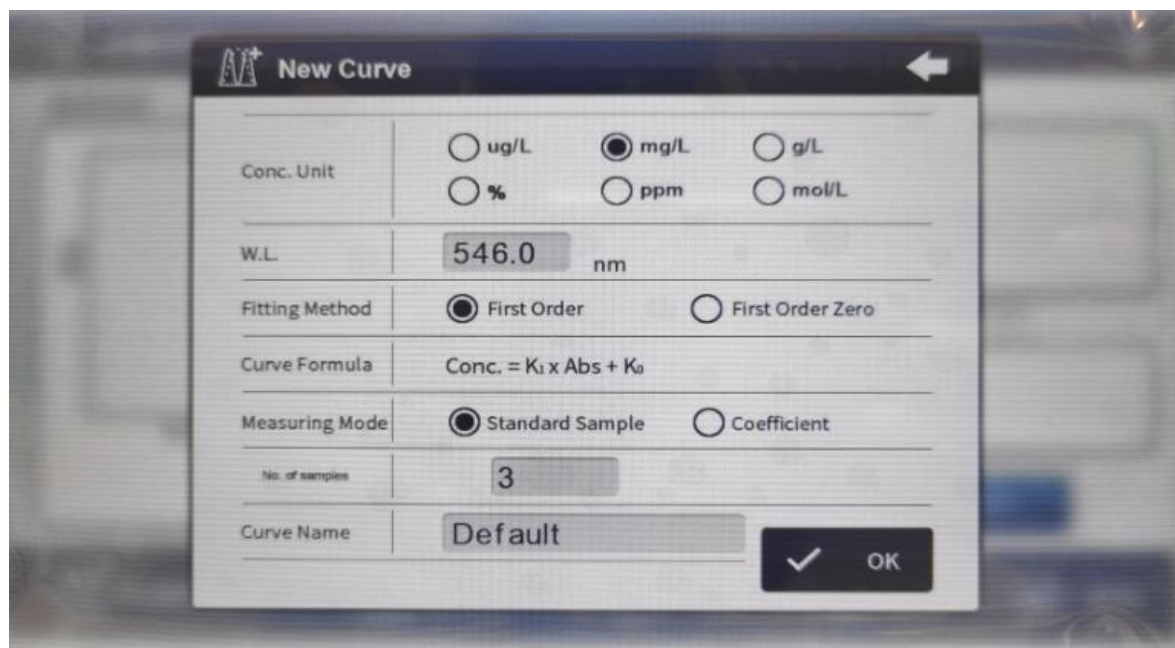 New Curve
Conc. Unit
ug/L mg/L g/L
% ppm mol/L
W.L. 546.0 nm
Fitting Method First Order First Order Zero
Curve Formula Conc. = K₁ x Abs + K₀
Measuring Mode Standard Sample Coefficient
No. of samples 3
Curve Name Default
OK